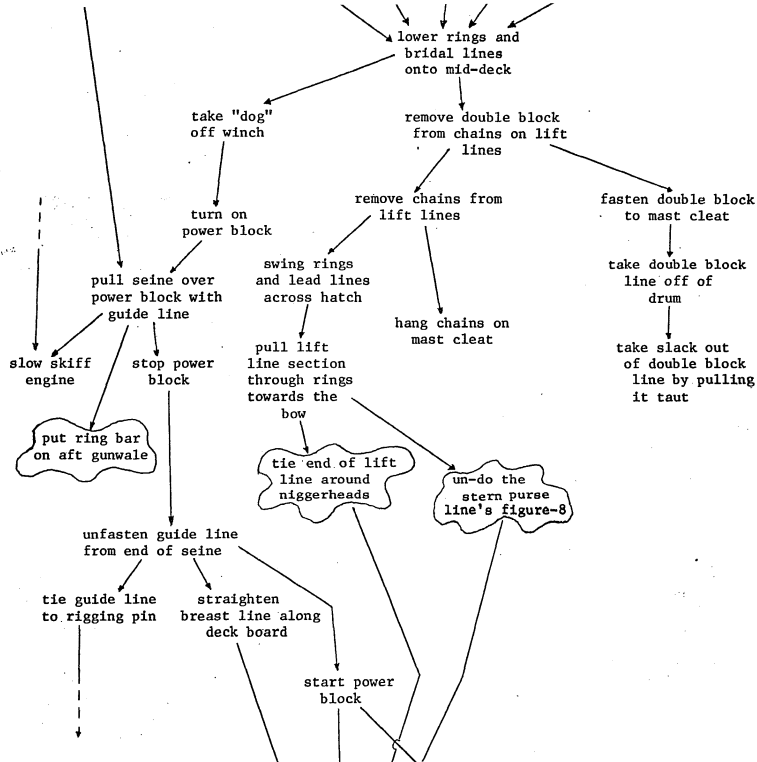 lower rings and
bridal lines
onto mid-deck
take "dog"
off winch
remove double block
from chains on lift
lines
remove chains from
lift lines
fasten double block
to mast cleat
turn on
power block
swing rings
and lead lines
across hatch
take double block
line off of
drum
pull seine over
power block with
guide line
hang chains on
mast cleat
slow skiff
engine
stop power
block
pull lift
line section
through rings
towards the
bow
take slack out
of double block
line by pulling
it taut
put ring bar
on aft gunwale
tie end of lift
line around
niggerheads
un-do the
stern purse
line's figure-8
unfasten guide line
from end of seine
tie guide line
to rigging pin
straighten
breast line along
deck board
start power
block